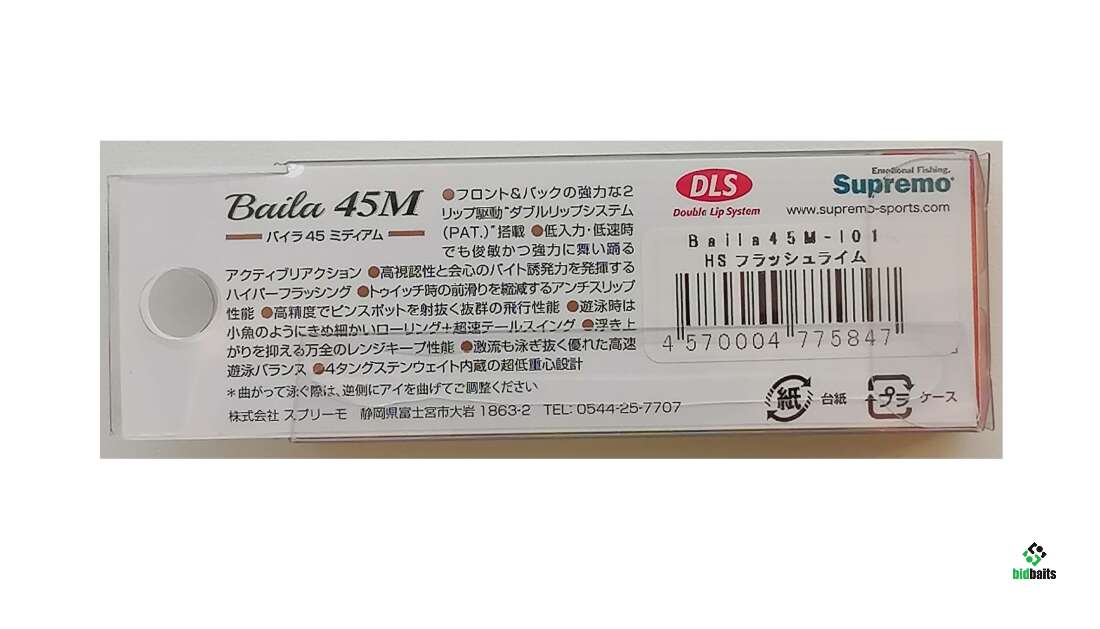 Baila 45M
バイラ 45 ミディアム
●フロント&バックの強力な2
リップ駆動"ダブルリップシステム
(PAT.)"搭載 ●低入力・低速時
でも俊敏かつ強力に舞い踊る
アクティブリアクション ●高視認性と会心のバイト誘発力を発揮する
ハイパーフラッシング ●トゥイッチ時の前滑りを縮減するアンチスリップ
性能 ●高精度でピンスポットを射抜く抜群の飛行性能 ●遊泳時は
小魚のようにきめ細かいローリング+超速テールスイング ●浮き上
がりを抑える万全のレンジキープ性能 ●激流も泳ぎ抜く優れた高速
遊泳バランス ●4タングステンウェイト内蔵の超低重心設計
*曲がって泳ぐ際は、逆側にアイを曲げてご調整ください
株式会社 スプリーモ 静岡県富士宮市大岩 1863-2 TEL: 0544-25-7707
DLS
Double Lip System
Emotional Fishing.
Supremo
www.supremo-sports.com
Baila45M-I01
HS フラッシュライム
4 570004 775847
紙 台紙
プラ ケース
bidbaits